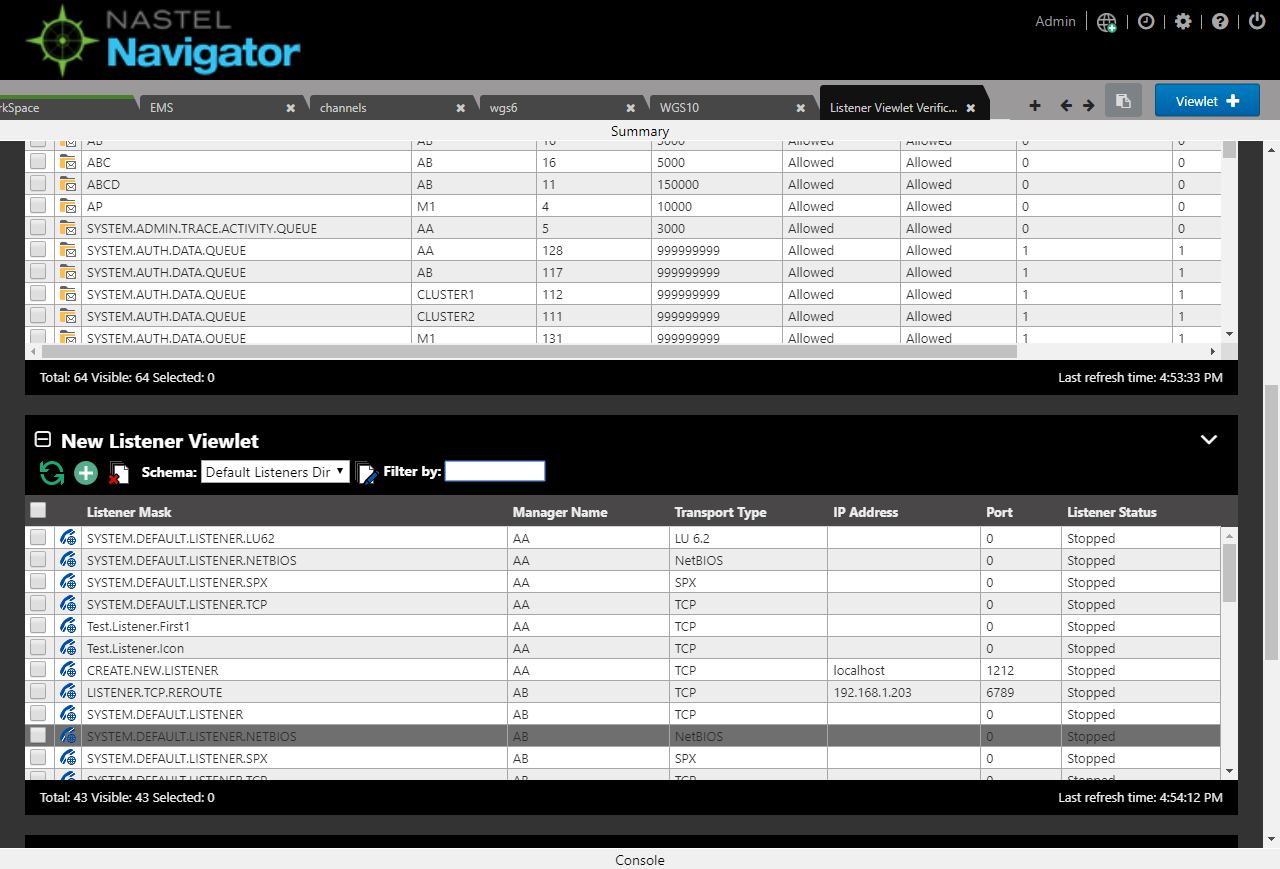 NASTEL
Navigator
Admin
rkSpace
EMS
channels
wgs6
WGS10
Listener Viewlet Verific...
Viewlet
Summary
AB AB 16 5000 Allowed Allowed 0 0
ABC AB 16 5000 Allowed Allowed 0 0
ABCD AB 11 150000 Allowed Allowed 0 0
AP M1 4 10000 Allowed Allowed 0 0
SYSTEM.ADMIN.TRACE.ACTIVITY.QUEUE AA 5 3000 Allowed Allowed 0 0
SYSTEM.AUTH.DATA.QUEUE AA 128 999999999 Allowed Allowed 1 1
SYSTEM.AUTH.DATA.QUEUE AB 117 999999999 Allowed Allowed 1 1
SYSTEM.AUTH.DATA.QUEUE CLUSTER1 112 999999999 Allowed Allowed 1 1
SYSTEM.AUTH.DATA.QUEUE CLUSTER2 111 999999999 Allowed Allowed 1 1
SYSTEM.AUTH.DATA.QUEUE M1 131 999999999 Allowed Allowed 1 1
Total: 64 Visible: 64 Selected: 0 Last refresh time: 4:53:33 PM
New Listener Viewlet
Schema: Default Listeners Dir Filter by:
Listener Mask Manager Name Transport Type IP Address Port Listener Status
SYSTEM.DEFAULT.LISTENER.LU62 AA LU 6.2 0 Stopped
SYSTEM.DEFAULT.LISTENER.NETBIOS AA NetBIOS 0 Stopped
SYSTEM.DEFAULT.LISTENER.SPX AA SPX 0 Stopped
SYSTEM.DEFAULT.LISTENER.TCP AA TCP 0 Stopped
Test.Listener.First1 AA TCP 0 Stopped
Test.Listener.Icon AA TCP 0 Stopped
CREATE.NEW.LISTENER AA TCP localhost 1212 Stopped
LISTENER.TCP.REROUTE AB TCP 192.168.1.203 6789 Stopped
SYSTEM.DEFAULT.LISTENER AB TCP 0 Stopped
SYSTEM.DEFAULT.LISTENER.NETBIOS AB NetBIOS 0 Stopped
SYSTEM.DEFAULT.LISTENER.SPX AB SPX 0 Stopped
SYSTEM.DEFAULT.LISTENER.TCP AB TCP 0 Stopped
Total: 43 Visible: 43 Selected: 0 Last refresh time: 4:54:12 PM
Console